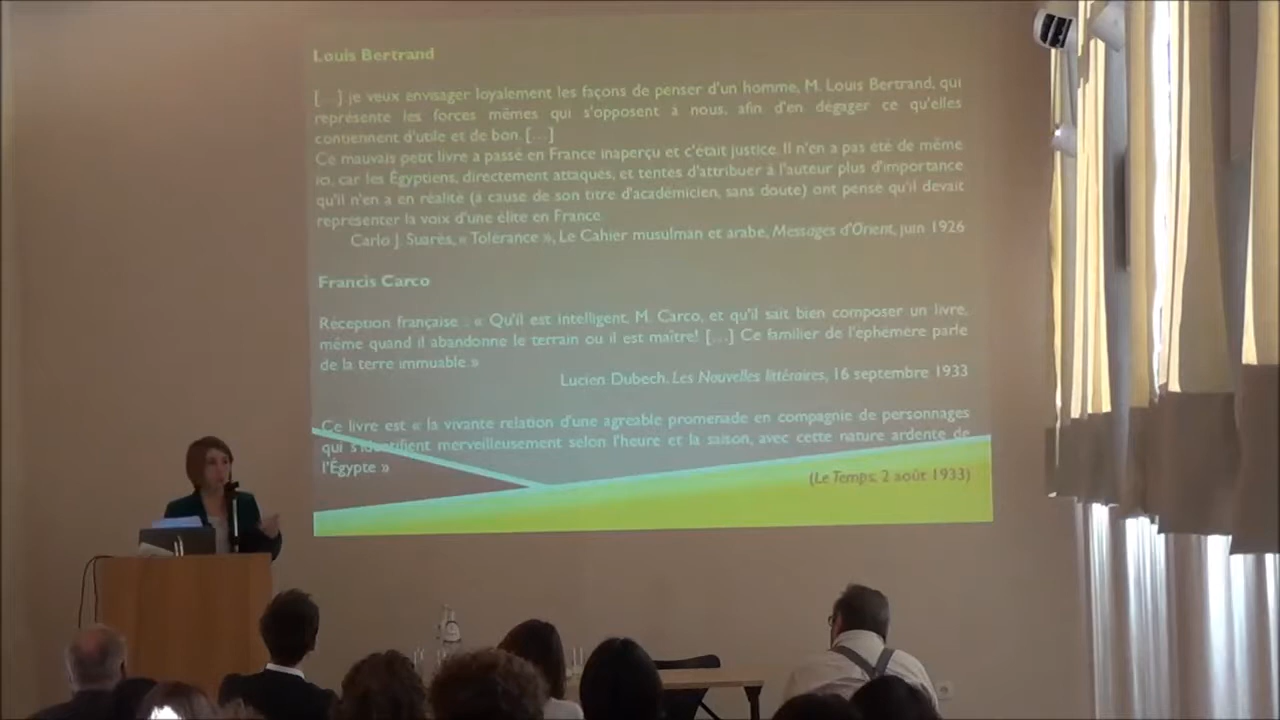 Louis Bertrand
[...] je veux envisager loyalement les façons de penser d'un homme, M. Louis Bertrand, qui
représente les forces mêmes qui s'opposent à nous, afin d'en dégager ce qu'elles
contiennent d'utile et de bon. [...]
Ce mauvais petit livre a passé en France inaperçu et c'était justice. Il n'en a pas été de même
ici, car les Égyptiens, directement attaqués, et tentés d'attribuer à l'auteur plus d'importance
qu'il n'en a en réalité (à cause de son titre d'académicien, sans doute) ont pensé qu'il devait
représenter la voix d'une élite en France.
Carlo J. Suarès, « Tolérance », Le Cahier musulman et arabe, Messages d'Orient, juin 1926
Francis Carco
Réception française : « Qu'il est intelligent, M. Carco, et qu'il sait bien composer un livre,
même quand il abandonne le terrain où il est maître! [...] Ce familier de l'éphémère parle
de la terre immuable »
Lucien Dubech, Les Nouvelles littéraires, 16 septembre 1933
Ce livre est « la vivante relation d'une agréable promenade en compagnie de personnages
qui s'identifient merveilleusement selon l'heure et la saison, avec cette nature ardente de
l'Égypte »
(Le Temps, 2 août 1933)